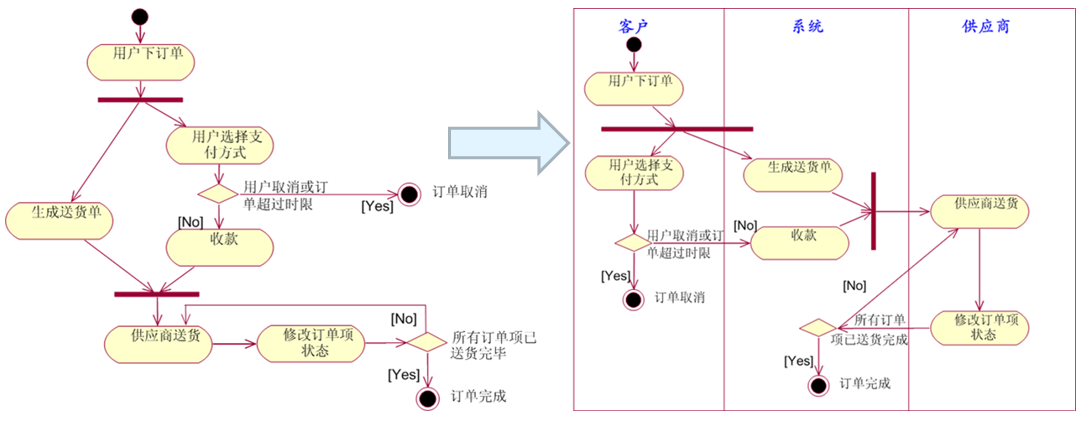 用户下订单
用户选择支
付方式
用户取消或订
单超过时限
[Yes]
订单取消
[No]
生成送货单
收款
供应商送货
修改订单项
状态
[No]
所有订单项已
送货完毕
[Yes]
订单完成
客户
系统
供应商
用户下订单
用户选择支
付方式
生成送货单
供应商送货
用户取消或订
单超过时限
[No]
收款
[Yes]
订单取消
[No]
所有订单
项已送货完成
修改订单项
状态
[Yes]
订单完成